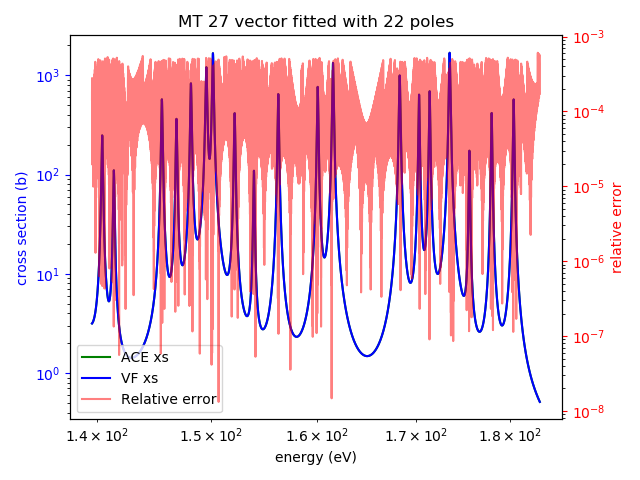 MT 27 vector fitted with 22 poles
cross section (b)
10³
10²
10¹
10⁰
10⁻³
10⁻⁴
10⁻⁵
10⁻⁶
10⁻⁷
10⁻⁸
relative error
ACE xs
VF xs
Relative error
1.4 × 10² 1.5 × 10² 1.6 × 10² 1.7 × 10² 1.8 × 10²
energy (eV)